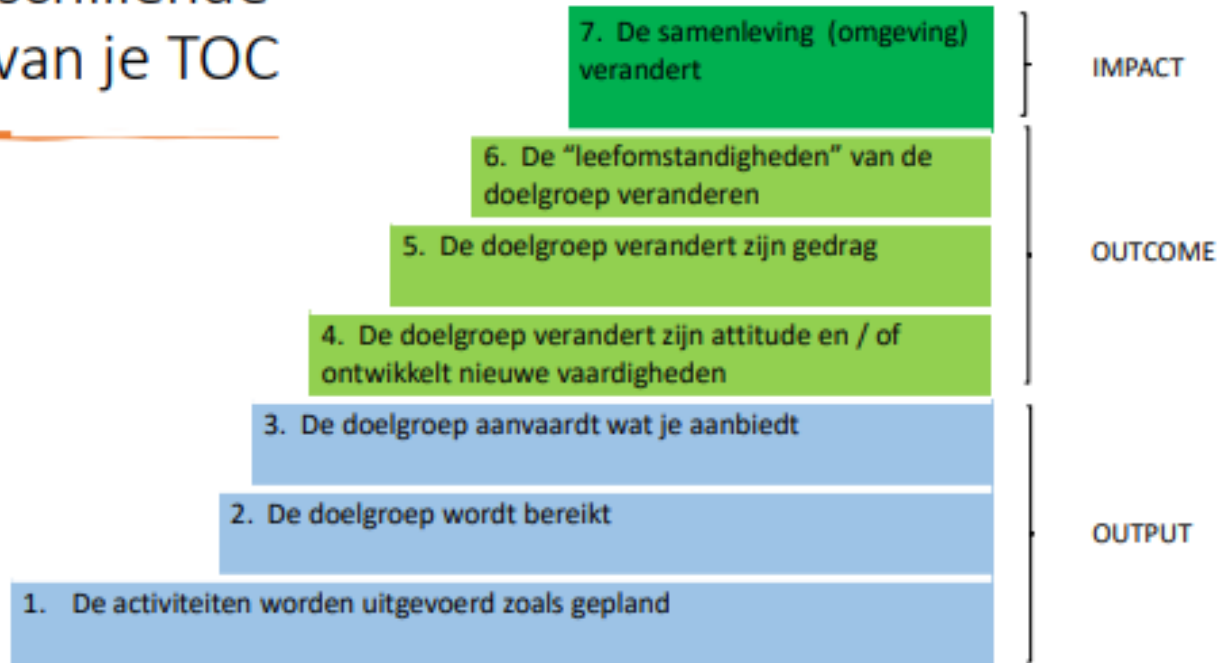 van je TOC
7. De samenleving (omgeving)
verandert
IMPACT
6. De “leefomstandigheden” van de
doelgroep veranderen
5. De doelgroep verandert zijn gedrag
OUTCOME
4. De doelgroep verandert zijn attitude en / of
ontwikkelt nieuwe vaardigheden
3. De doelgroep aanvaardt wat je aanbiedt
2. De doelgroep wordt bereikt
OUTPUT
1. De activiteiten worden uitgevoerd zoals gepland